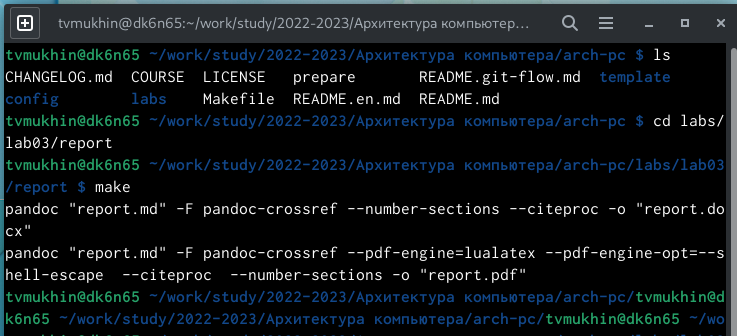 tvmukhin@dk6n65:~/work/study/2022-2023/Архитектура компьютер...
tvmukhin@dk6n65 ~/work/study/2022-2023/Архитектура компьютера/arch-pc $ ls
CHANGELOG.md  COURSE  LICENSE   prepare       README.git-flow.md  template
config        labs    Makefile  README.en.md  README.md
tvmukhin@dk6n65 ~/work/study/2022-2023/Архитектура компьютера/arch-pc $ cd labs/
lab03/report
tvmukhin@dk6n65 ~/work/study/2022-2023/Архитектура компьютера/arch-pc/labs/lab03
/report $ make
pandoc "report.md" -F pandoc-crossref --number-sections --citeproc -o "report.do
cx"
pandoc "report.md" -F pandoc-crossref --pdf-engine=lualatex --pdf-engine-opt=--s
hell-escape  --citeproc  --number-sections -o "report.pdf"
tvmukhin@dk6n65 ~/work/study/2022-2023/Архитектура компьютера/arch-pc/tvmukhin@d
k6n65 ~/work/study/2022-2023/Архитектура компьютера/arch-pc/tvmukhin@dk6n65 ~/wo